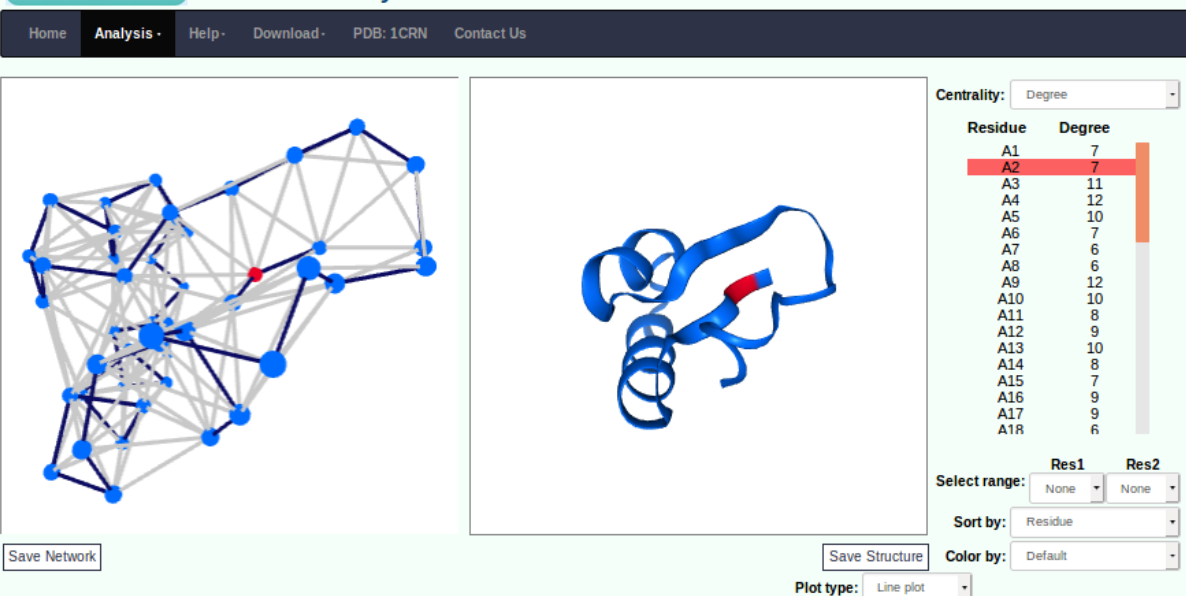 Home Analysis Help Download PDB: 1CRN Contact Us
Centrality: Degree
Residue Degree
A1 7
A2 7
A3 11
A4 12
A5 10
A6 7
A7 6
A8 6
A9 12
A10 10
A11 8
A12 9
A13 10
A14 8
A15 7
A16 9
A17 9
A18 6
Res1 Res2
Select range: None None
Sort by: Residue
Save Network Save Structure Color by: Default
Plot type: Line plot